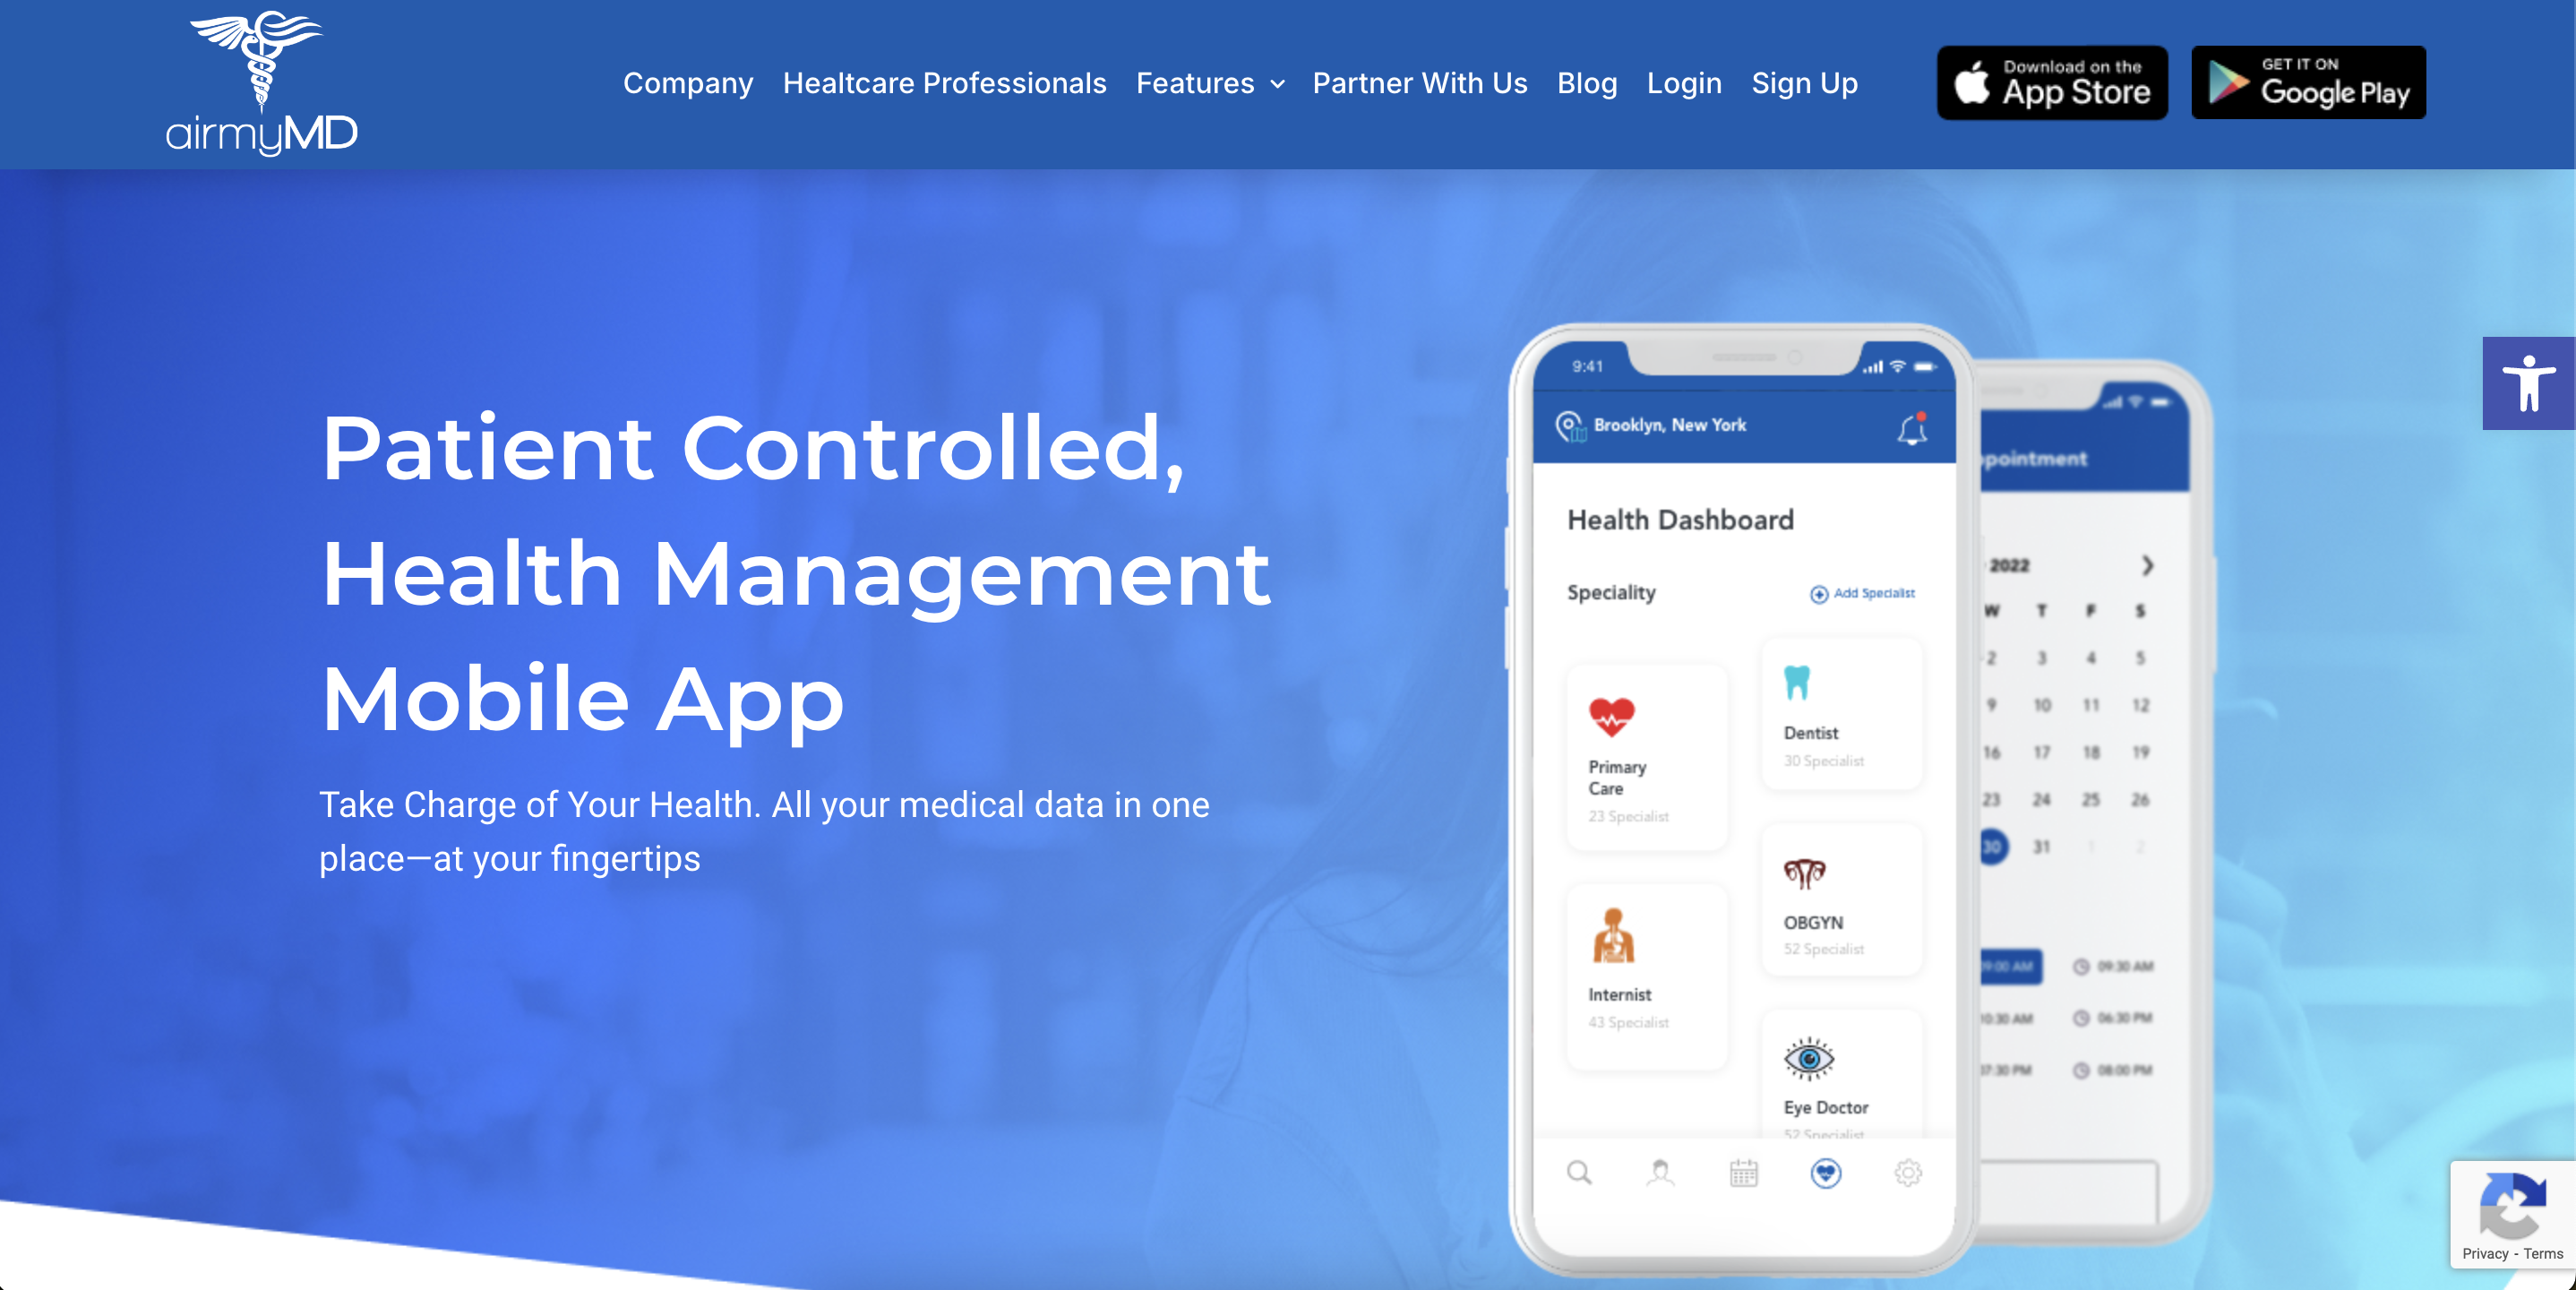 airmyMD
Company Healtcare Professionals Features Partner With Us Blog Login Sign Up
Download on the
App Store
GET IT ON
Google Play
Patient Controlled,
Health Management
Mobile App
Take Charge of Your Health. All your medical data in one
place—at your fingertips
9:41
Brooklyn, New York
Health Dashboard
Speciality
Add Specialist
Primary
Care
23 Specialist
Dentist
30 Specialist
Internist
43 Specialist
OBGYN
52 Specialist
Eye Doctor
52 Specialist
2022
W T F S
2 3 4 5
9 10 11 12
16 17 18 19
23 24 25 26
30 31 1 2
09:30 AM
10:30 AM 06:30 PM
07:30 PM 08:00 PM
Privacy - Terms